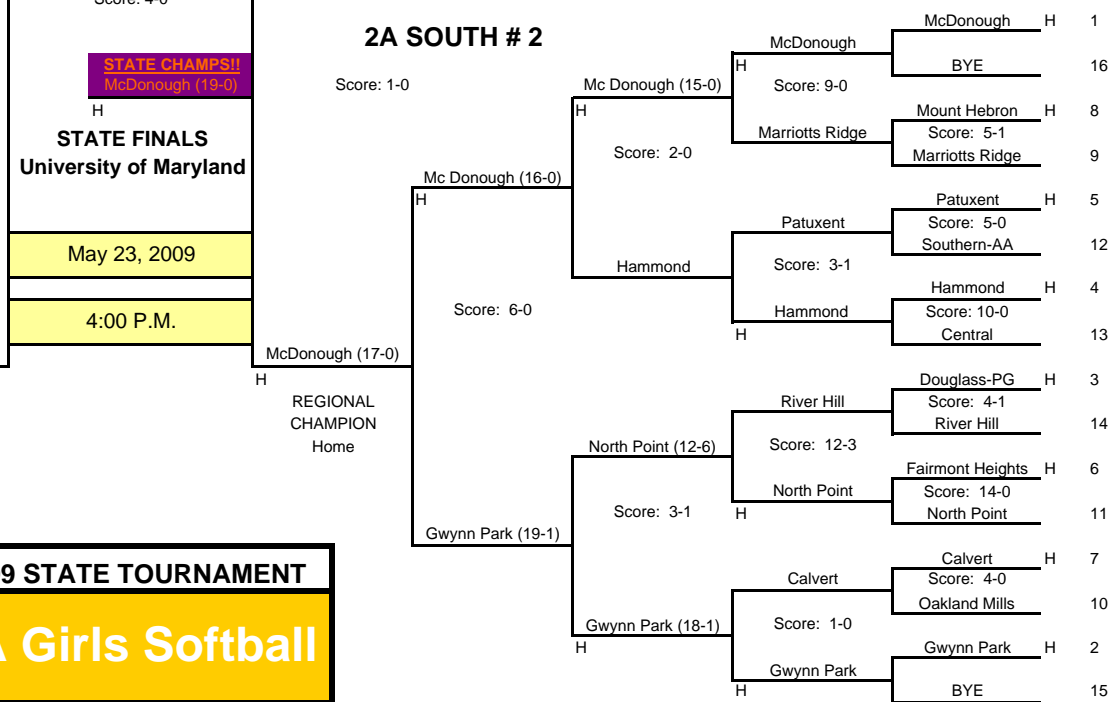 Score: 4-0
STATE CHAMPS!!
McDonough (19-0)
H
STATE FINALS
University of Maryland
May 23, 2009
4:00 P.M.
2A SOUTH # 2
Score: 1-0
McDonough (17-0)
H
REGIONAL
CHAMPION
Home
Mc Donough (16-0)
H
Score: 6-0
Gwynn Park (19-1)
Mc Donough (15-0)
H
Score: 2-0
Hammond
North Point (12-6)
Score: 3-1
Gwynn Park (18-1)
H
McDonough
H
Score: 9-0
Marriotts Ridge
Patuxent
Score: 3-1
Hammond
H
River Hill
Score: 12-3
North Point
H
Calvert
Score: 1-0
Gwynn Park
H
McDonough H 1
BYE 16
Mount Hebron H 8
Score: 5-1
Marriotts Ridge 9
Patuxent H 5
Score: 5-0
Southern-AA 12
Hammond H 4
Score: 10-0
Central 13
Douglass-PG H 3
Score: 4-1
River Hill 14
Fairmont Heights H 6
Score: 14-0
North Point 11
Calvert H 7
Score: 4-0
Oakland Mills 10
Gwynn Park H 2
BYE 15
9 STATE TOURNAMENT
Girls Softball